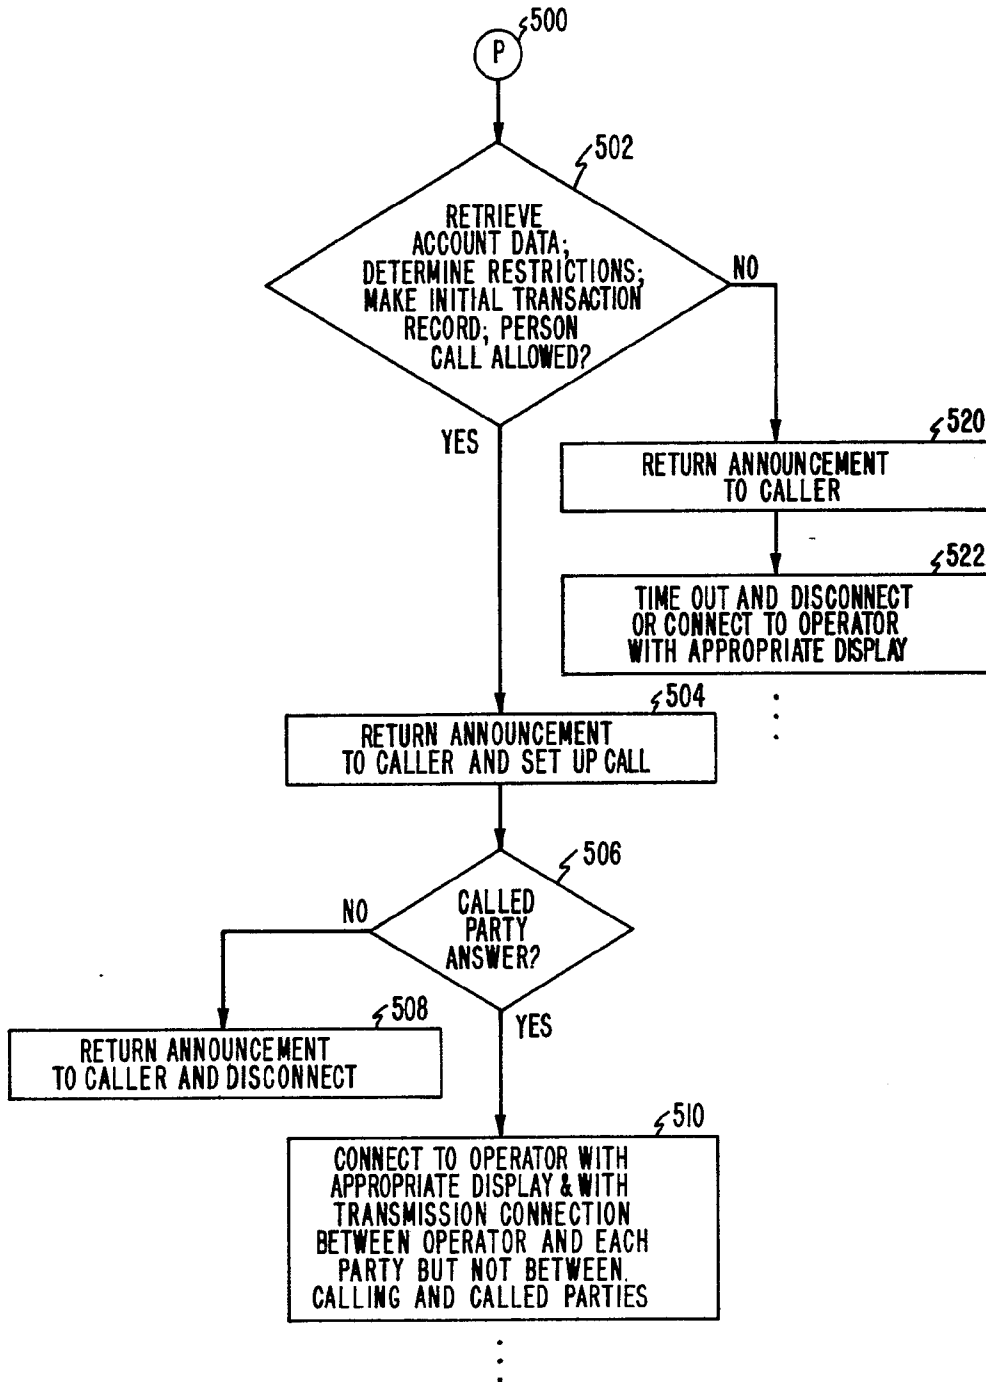 500
P
502
RETRIEVE
ACCOUNT DATA;
DETERMINE RESTRICTIONS;
MAKE INITIAL TRANSACTION
RECORD; PERSON
CALL ALLOWED?
NO
YES
520
RETURN ANNOUNCEMENT
TO CALLER
522
TIME OUT AND DISCONNECT
OR CONNECT TO OPERATOR
WITH APPROPRIATE DISPLAY
504
RETURN ANNOUNCEMENT
TO CALLER AND SET UP CALL
506
CALLED
PARTY
ANSWER?
NO
YES
508
RETURN ANNOUNCEMENT
TO CALLER AND DISCONNECT
510
CONNECT TO OPERATOR WITH
APPROPRIATE DISPLAY & WITH
TRANSMISSION CONNECTION
BETWEEN OPERATOR AND EACH
PARTY BUT NOT BETWEEN
CALLING AND CALLED PARTIES